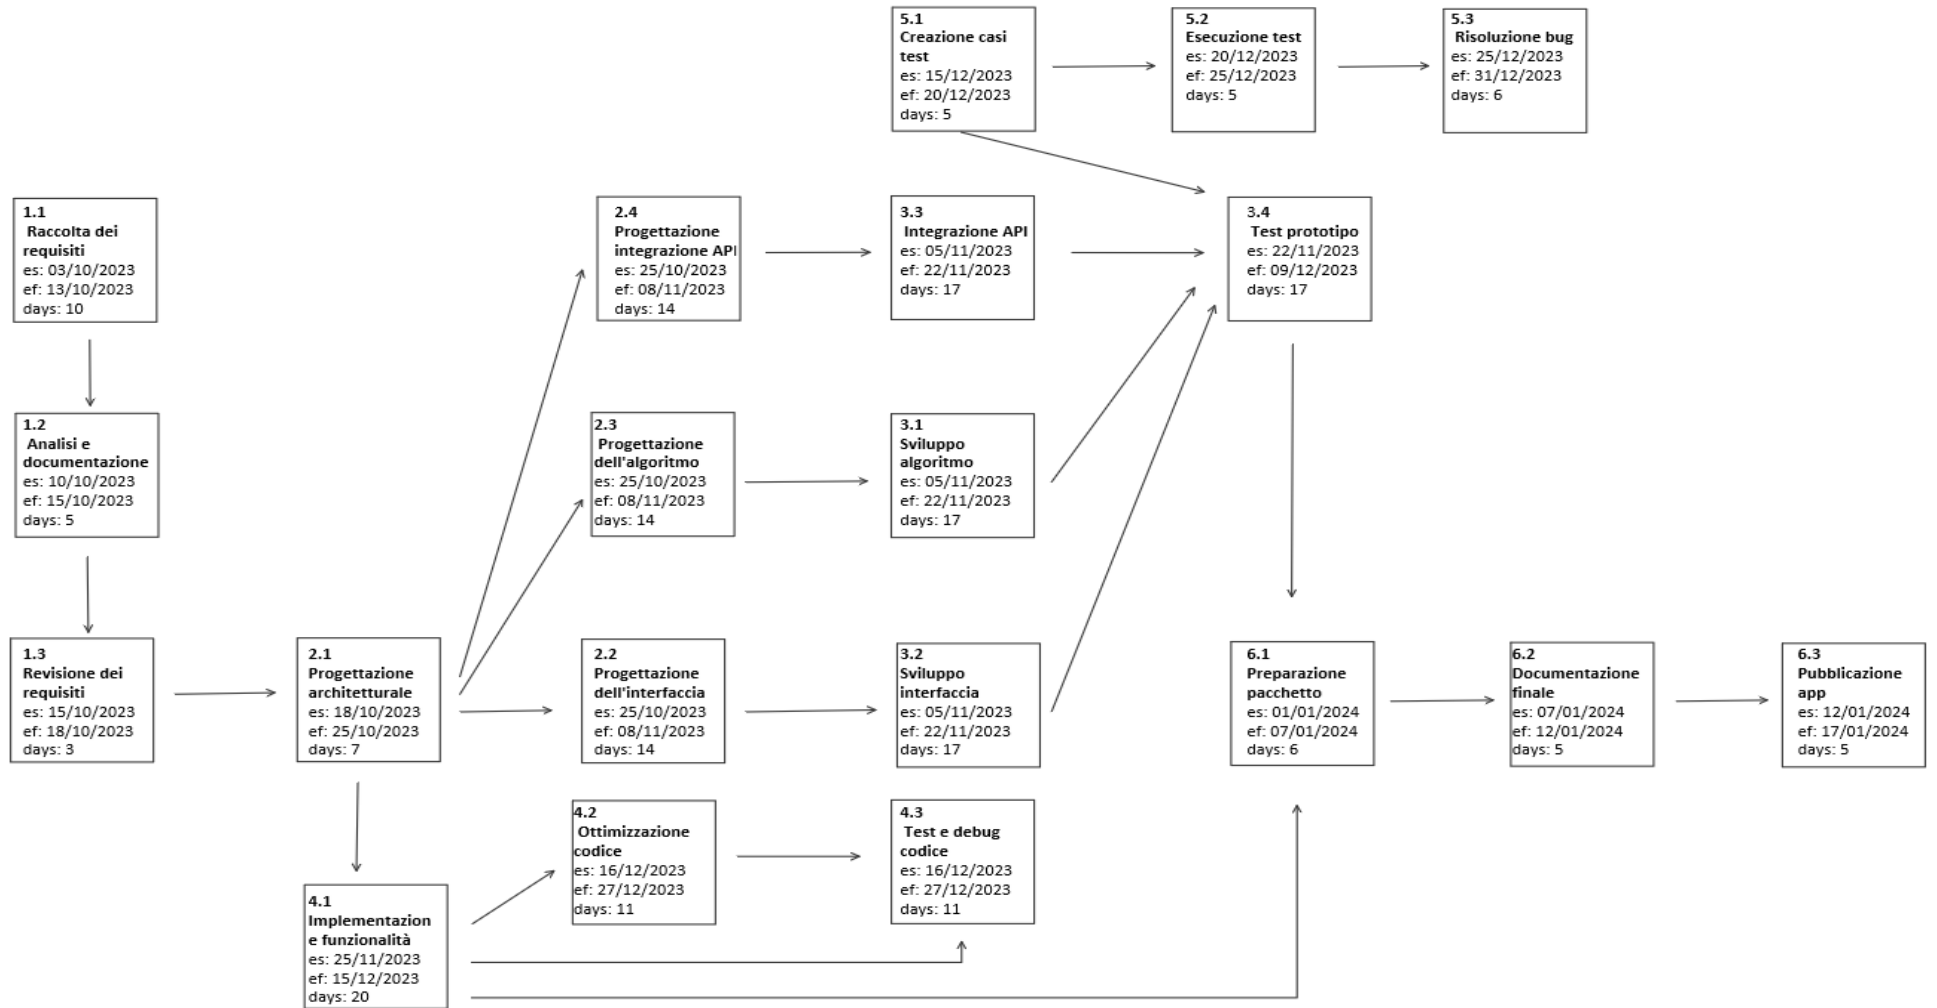 5.1
Creazione casi
test
es: 15/12/2023
ef: 20/12/2023
days: 5
5.2
Esecuzione test
es: 20/12/2023
ef: 25/12/2023
days: 5
5.3
Risoluzione bug
es: 25/12/2023
ef: 31/12/2023
days: 6
1.1
Raccolta dei
requisiti
es: 03/10/2023
ef: 13/10/2023
days: 10
2.4
Progettazione
integrazione API
es: 25/10/2023
ef: 08/11/2023
days: 14
3.3
Integrazione API
es: 05/11/2023
ef: 22/11/2023
days: 17
3.4
Test prototipo
es: 22/11/2023
ef: 09/12/2023
days: 17
1.2
Analisi e
documentazione
es: 10/10/2023
ef: 15/10/2023
days: 5
2.3
Progettazione
dell'algoritmo
es: 25/10/2023
ef: 08/11/2023
days: 14
3.1
Sviluppo
algoritmo
es: 05/11/2023
ef: 22/11/2023
days: 17
1.3
Revisione dei
requisiti
es: 15/10/2023
ef: 18/10/2023
days: 3
2.1
Progettazione
architetturale
es: 18/10/2023
ef: 25/10/2023
days: 7
2.2
Progettazione
dell'interfaccia
es: 25/10/2023
ef: 08/11/2023
days: 14
3.2
Sviluppo
interfaccia
es: 05/11/2023
ef: 22/11/2023
days: 17
6.1
Preparazione
pacchetto
es: 01/01/2024
ef: 07/01/2024
days: 6
6.2
Documentazione
finale
es: 07/01/2024
ef: 12/01/2024
days: 5
6.3
Pubblicazione
app
es: 12/01/2024
ef: 17/01/2024
days: 5
4.2
Ottimizzazione
codice
es: 16/12/2023
ef: 27/12/2023
days: 11
4.3
Test e debug
codice
es: 16/12/2023
ef: 27/12/2023
days: 11
4.1
Implementazion
e funzionalità
es: 25/11/2023
ef: 15/12/2023
days: 20